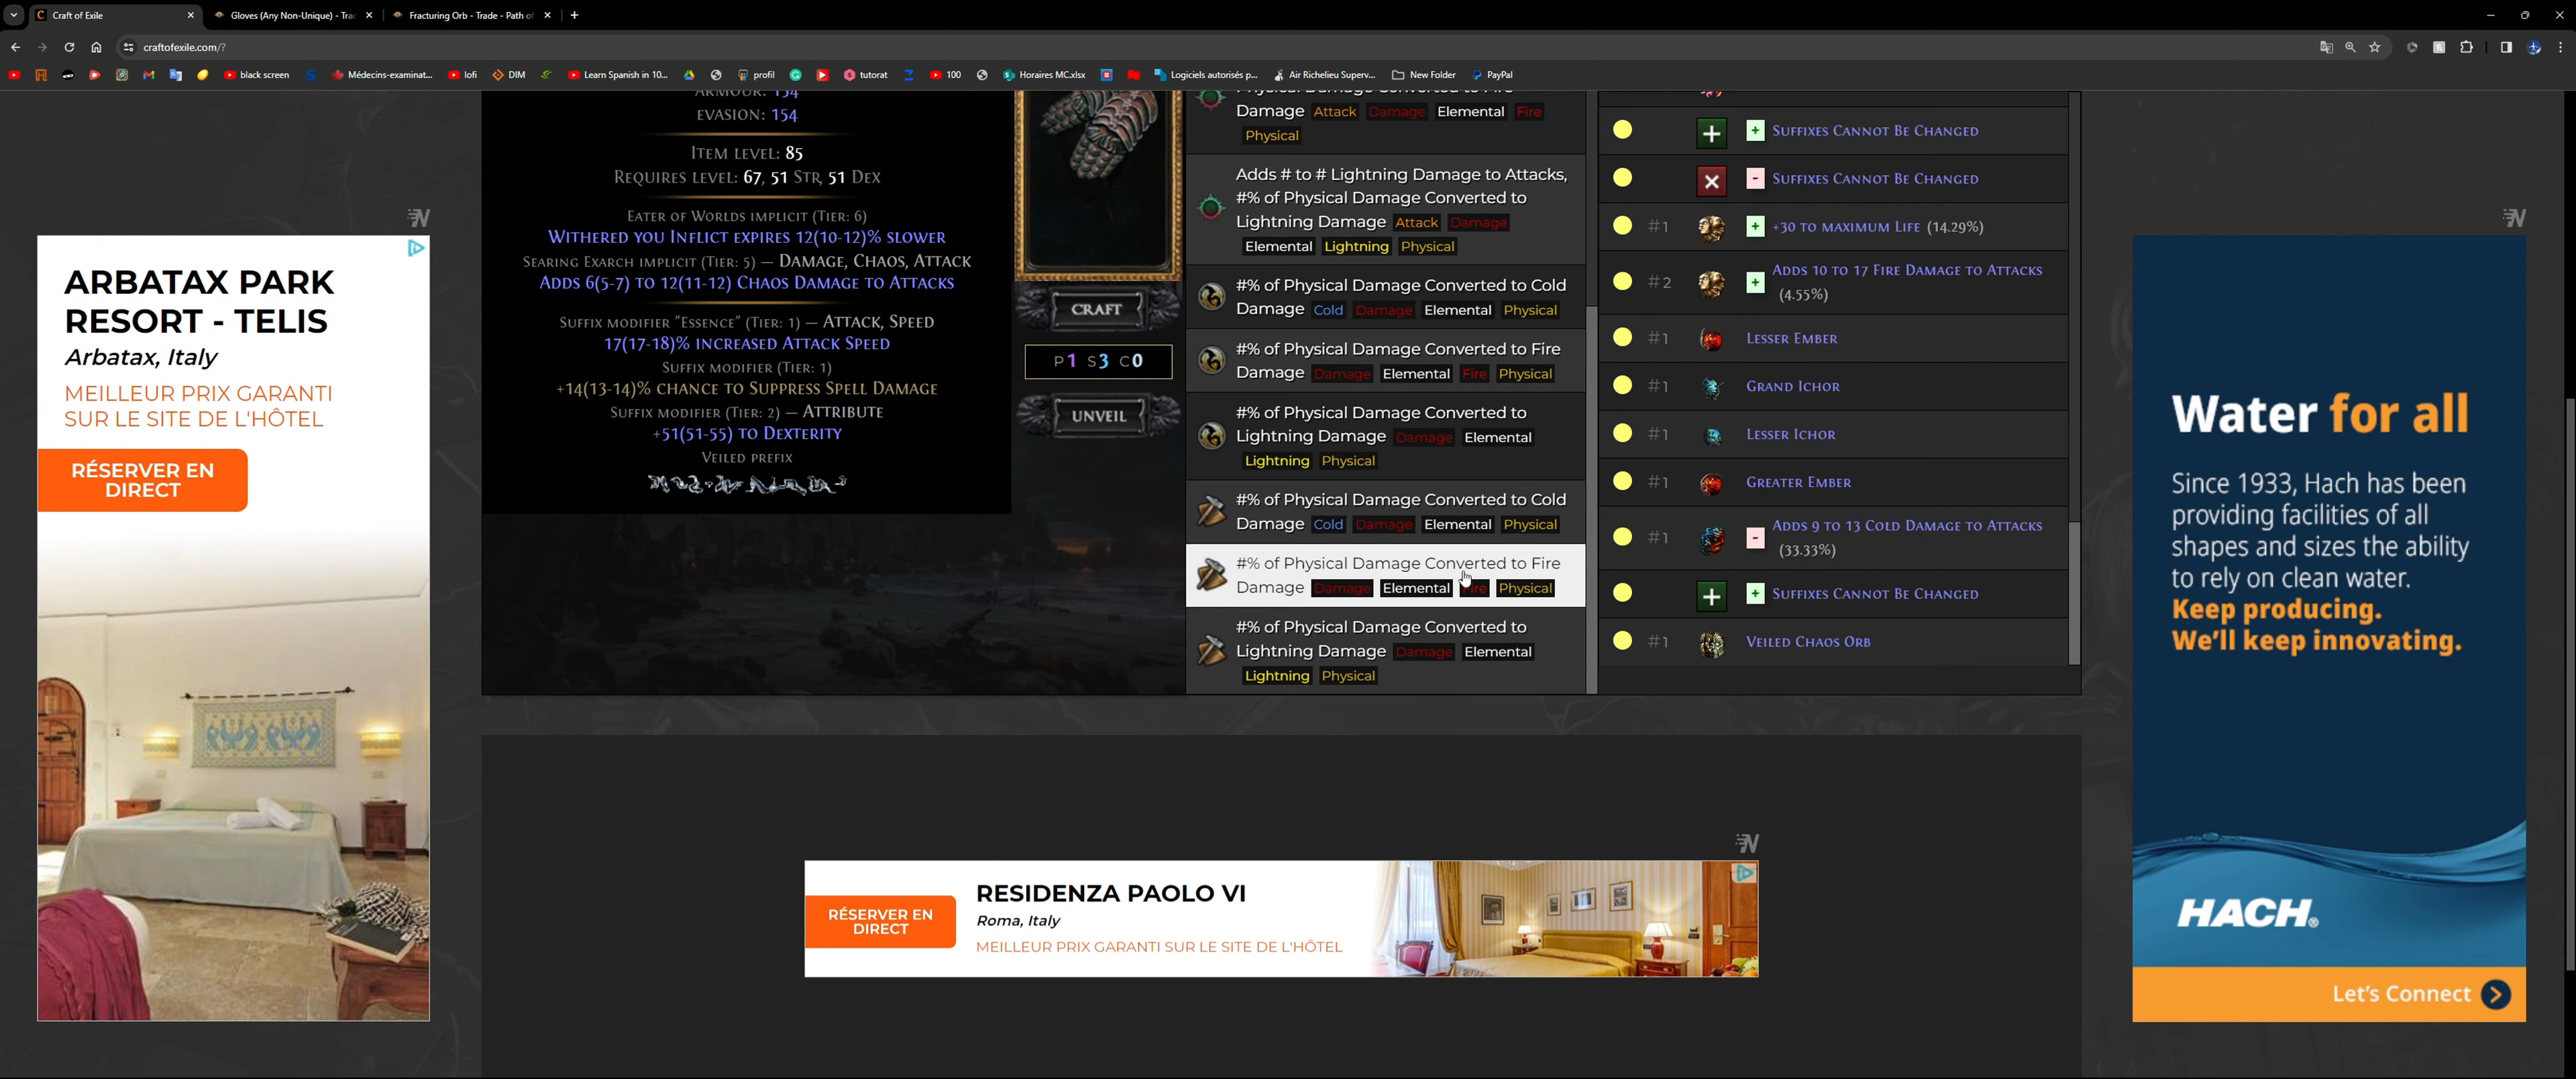 Craft of Exile
Gloves (Any Non-Unique) - Trad
Fracturing Orb - Trade - Path of
craftofexile.com/?
black screen
Médecins-examinat...
lofi
DIM
Learn Spanish in 10...
profil
tutorat
100
Horaires MC.xlsx
Logiciels autorisés p...
Air Richelieu Superv...
New Folder
PayPal
ARBATAX PARK
RESORT - TELIS
Arbatax, Italy
MEILLEUR PRIX GARANTI
SUR LE SITE DE L'HÔTEL
RÉSERVER EN
DIRECT
ARMOUR: 154
EVASION: 154
ITEM LEVEL: 85
REQUIRES LEVEL: 67, 51 STR, 51 DEX
EATER OF WORLDS IMPLICIT (TIER: 6)
WITHERED YOU INFLICT EXPIRES 12(10-12)% SLOWER
SEARING EXARCH IMPLICIT (TIER: 5) — DAMAGE, CHAOS, ATTACK
ADDS 6(5-7) TO 12(11-12) CHAOS DAMAGE TO ATTACKS
SUFFIX MODIFIER "ESSENCE" (TIER: 1) — ATTACK, SPEED
17(17-18)% INCREASED ATTACK SPEED
SUFFIX MODIFIER (TIER: 1)
+14(13-14)% CHANCE TO SUPPRESS SPELL DAMAGE
SUFFIX MODIFIER (TIER: 2) — ATTRIBUTE
+51(51-55) TO DEXTERITY
VEILED PREFIX
CRAFT
P1 S3 C0
UNVEIL
Physical Damage Converted to Fire
Damage Attack Damage Elemental Fire
Physical
Adds # to # Lightning Damage to Attacks,
#% of Physical Damage Converted to
Lightning Damage Attack Damage
Elemental Lightning Physical
#% of Physical Damage Converted to Cold
Damage Cold Damage Elemental Physical
#% of Physical Damage Converted to Fire
Damage Damage Elemental Fire Physical
#% of Physical Damage Converted to
Lightning Damage Damage Elemental
Lightning Physical
#% of Physical Damage Converted to Cold
Damage Cold Damage Elemental Physical
#% of Physical Damage Converted to Fire
Damage Damage Elemental Fire Physical
#% of Physical Damage Converted to
Lightning Damage Damage Elemental
Lightning Physical
+ + SUFFIXES CANNOT BE CHANGED
× - SUFFIXES CANNOT BE CHANGED
#1 + +30 TO MAXIMUM LIFE (14.29%)
#2 + ADDS 10 TO 17 FIRE DAMAGE TO ATTACKS
(4.55%)
#1 LESSER EMBER
#1 GRAND ICHOR
#1 LESSER ICHOR
#1 GREATER EMBER
#1 - ADDS 9 TO 13 COLD DAMAGE TO ATTACKS
(33.33%)
+ + SUFFIXES CANNOT BE CHANGED
#1 VEILED CHAOS ORB
RÉSERVER EN
DIRECT
RESIDENZA PAOLO VI
Roma, Italy
MEILLEUR PRIX GARANTI SUR LE SITE DE L'HÔTEL
Water for all
Since 1933, Hach has been
providing facilities of all
shapes and sizes the ability
to rely on clean water.
Keep producing.
We'll keep innovating.
HACH®
Let's Connect